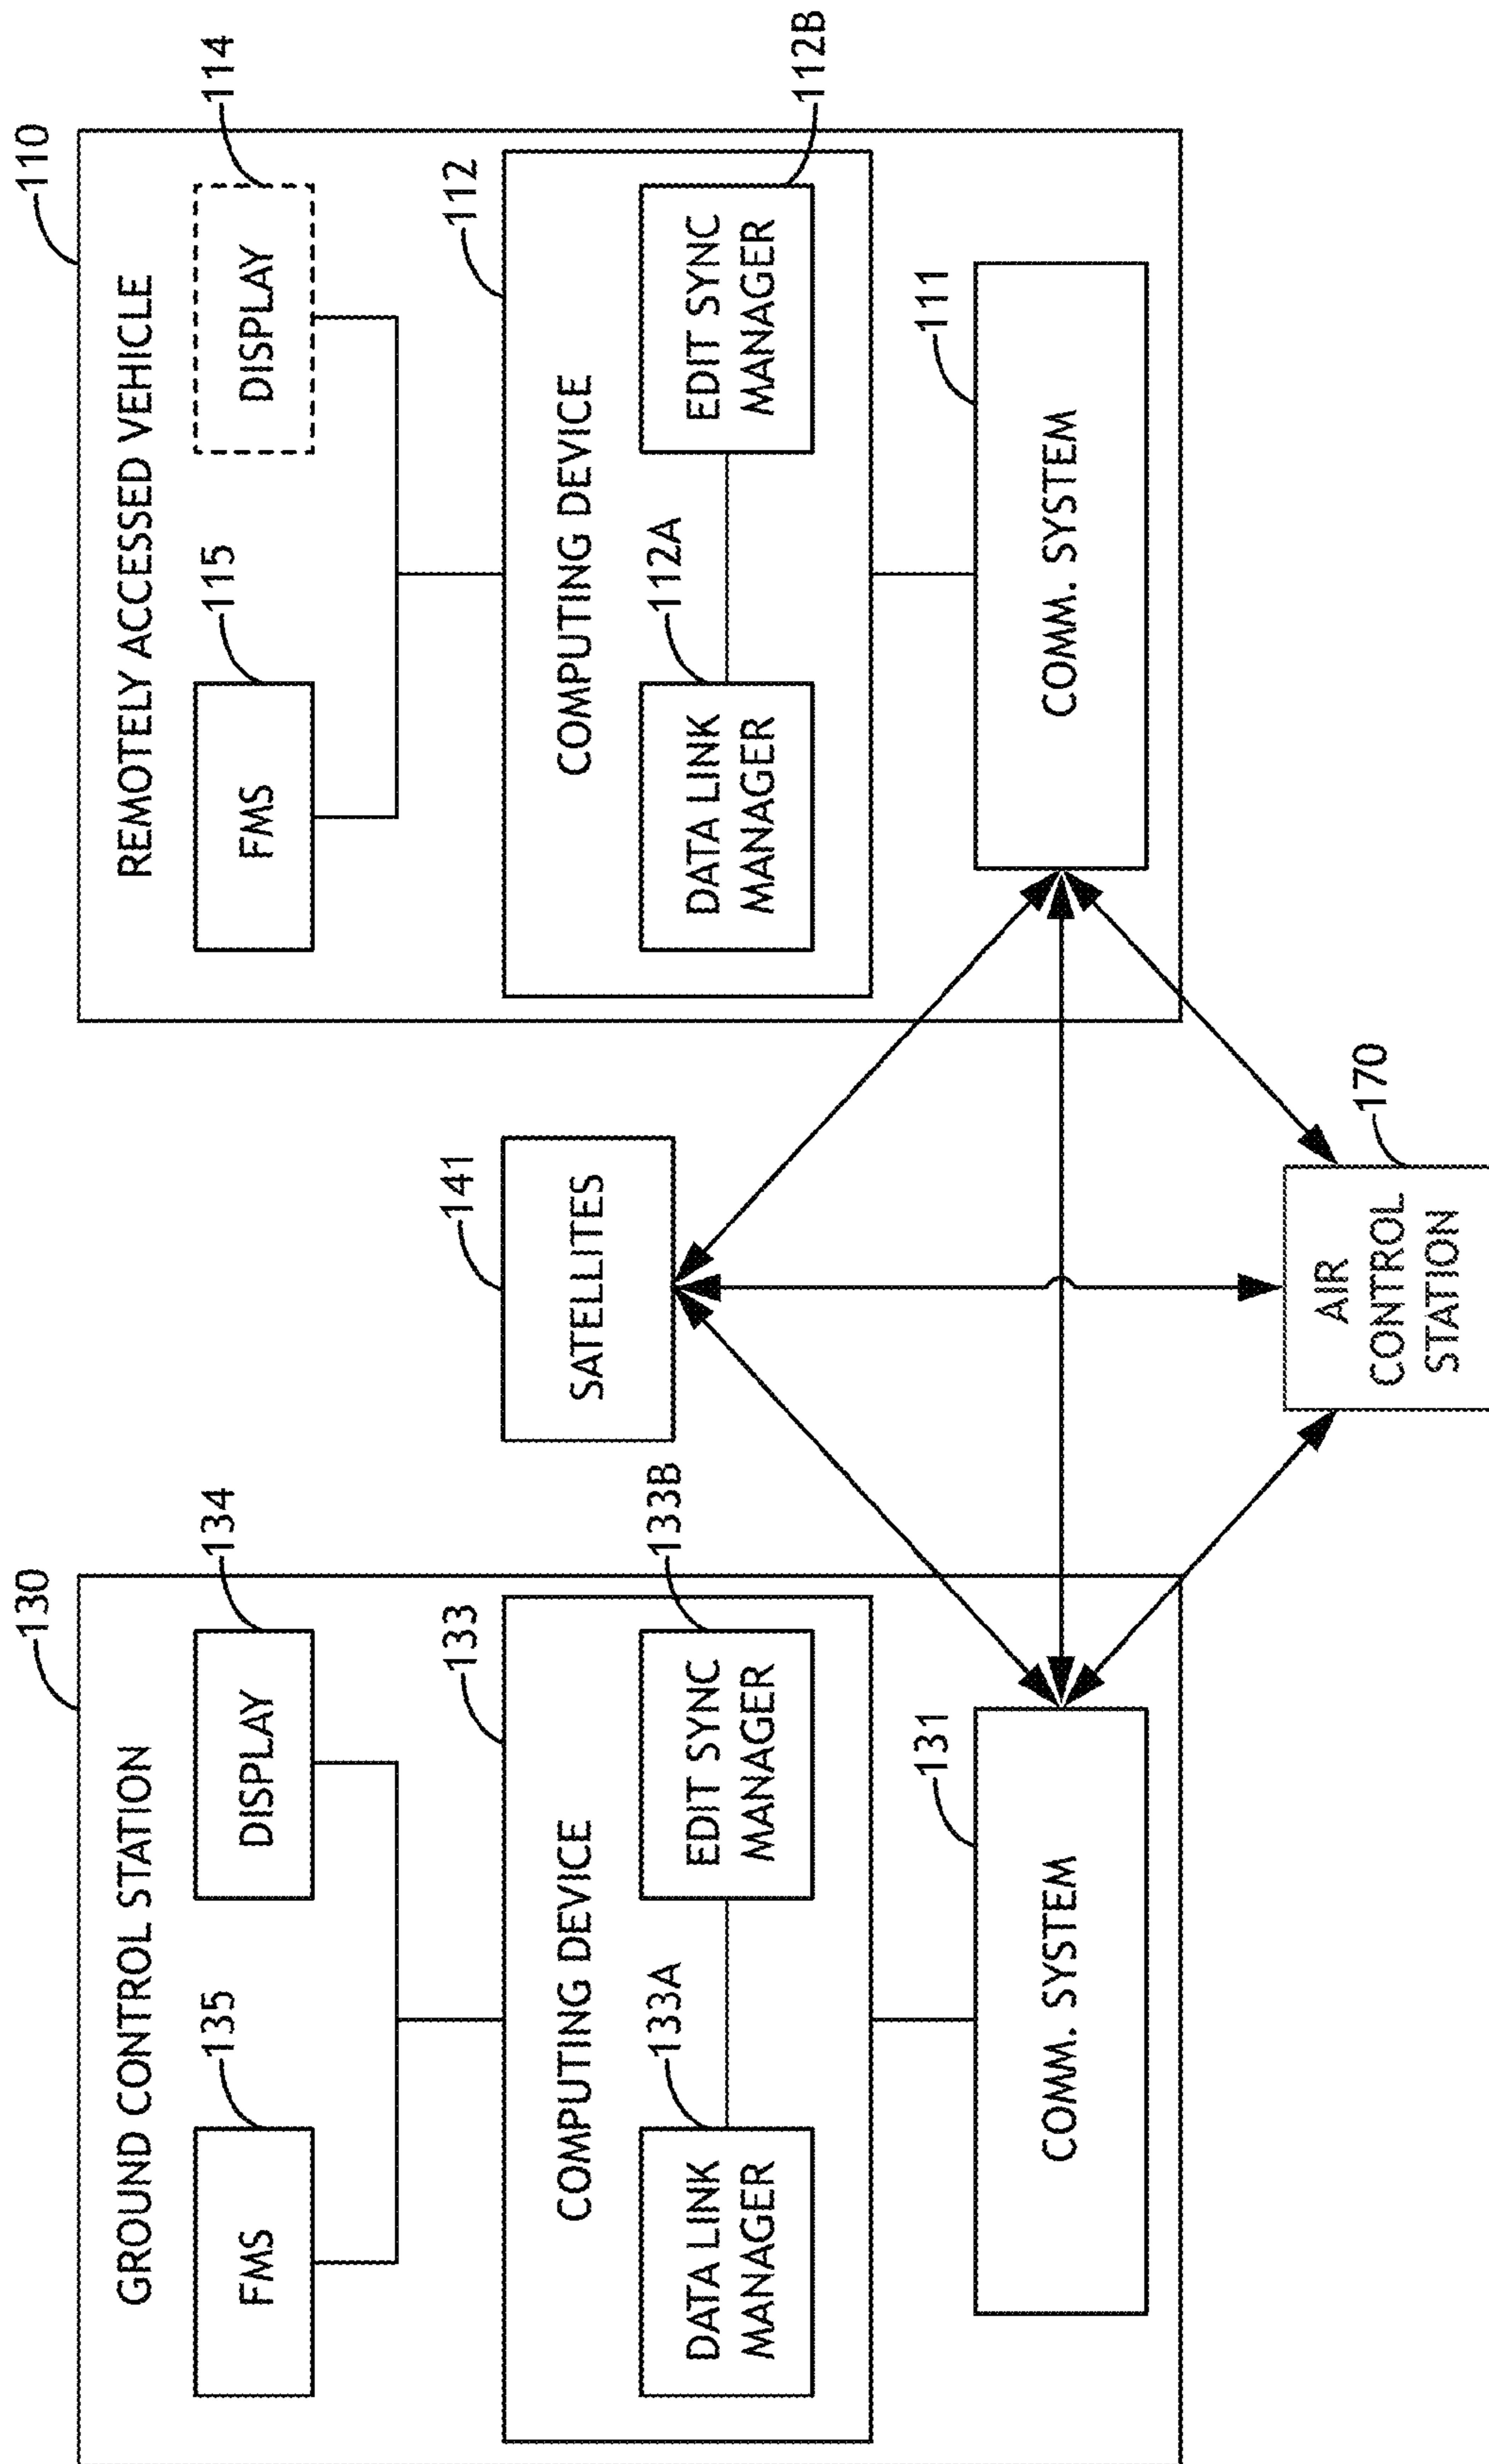 130
GROUND CONTROL STATION
135
134
FMS
DISPLAY
133
COMPUTING DEVICE
133A
133B
DATA LINK
MANAGER
EDIT SYNC
MANAGER
131
COMM. SYSTEM
141
SATELLITES
170
AIR
CONTROL
STATION
110
REMOTELY ACCESSED VEHICLE
115
114
FMS
DISPLAY
112
COMPUTING DEVICE
112A
112B
DATA LINK
MANAGER
EDIT SYNC
MANAGER
111
COMM. SYSTEM